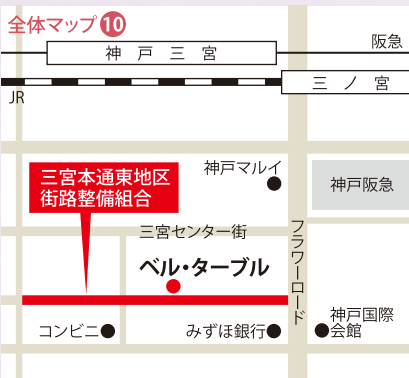 全体マップ10
阪急
神戸三宮
三ノ宮
JR
神戸マルイ
神戸阪急
三宮本通東地区
街路整備組合
三宮センター街
フラワーロード
ベル・ターブル
コンビニ
みずほ銀行
神戸国際
会館